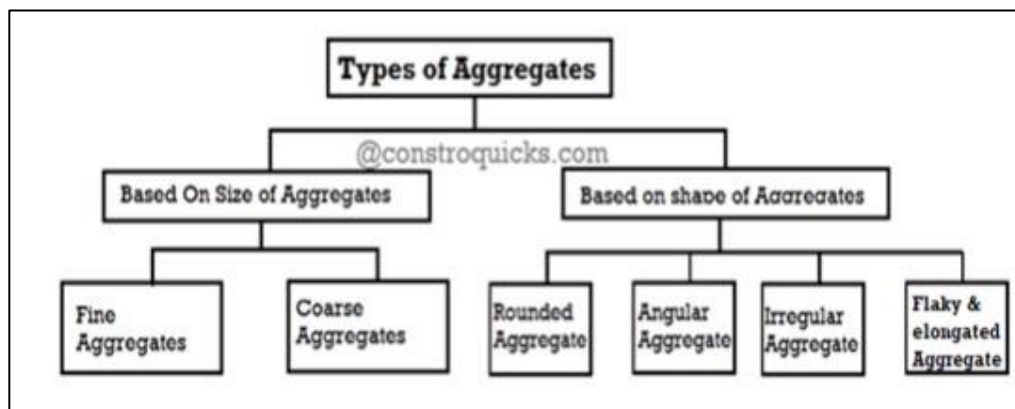 Types of Aggregates
@constroquicks.com
Based On Size of Aggregates
Based on shape of Aggregates
Fine
Aggregates
Coarse
Aggregates
Rounded
Aggregate
Angular
Aggregate
Irregular
Aggregate
Flaky &
elongated
Aggregate